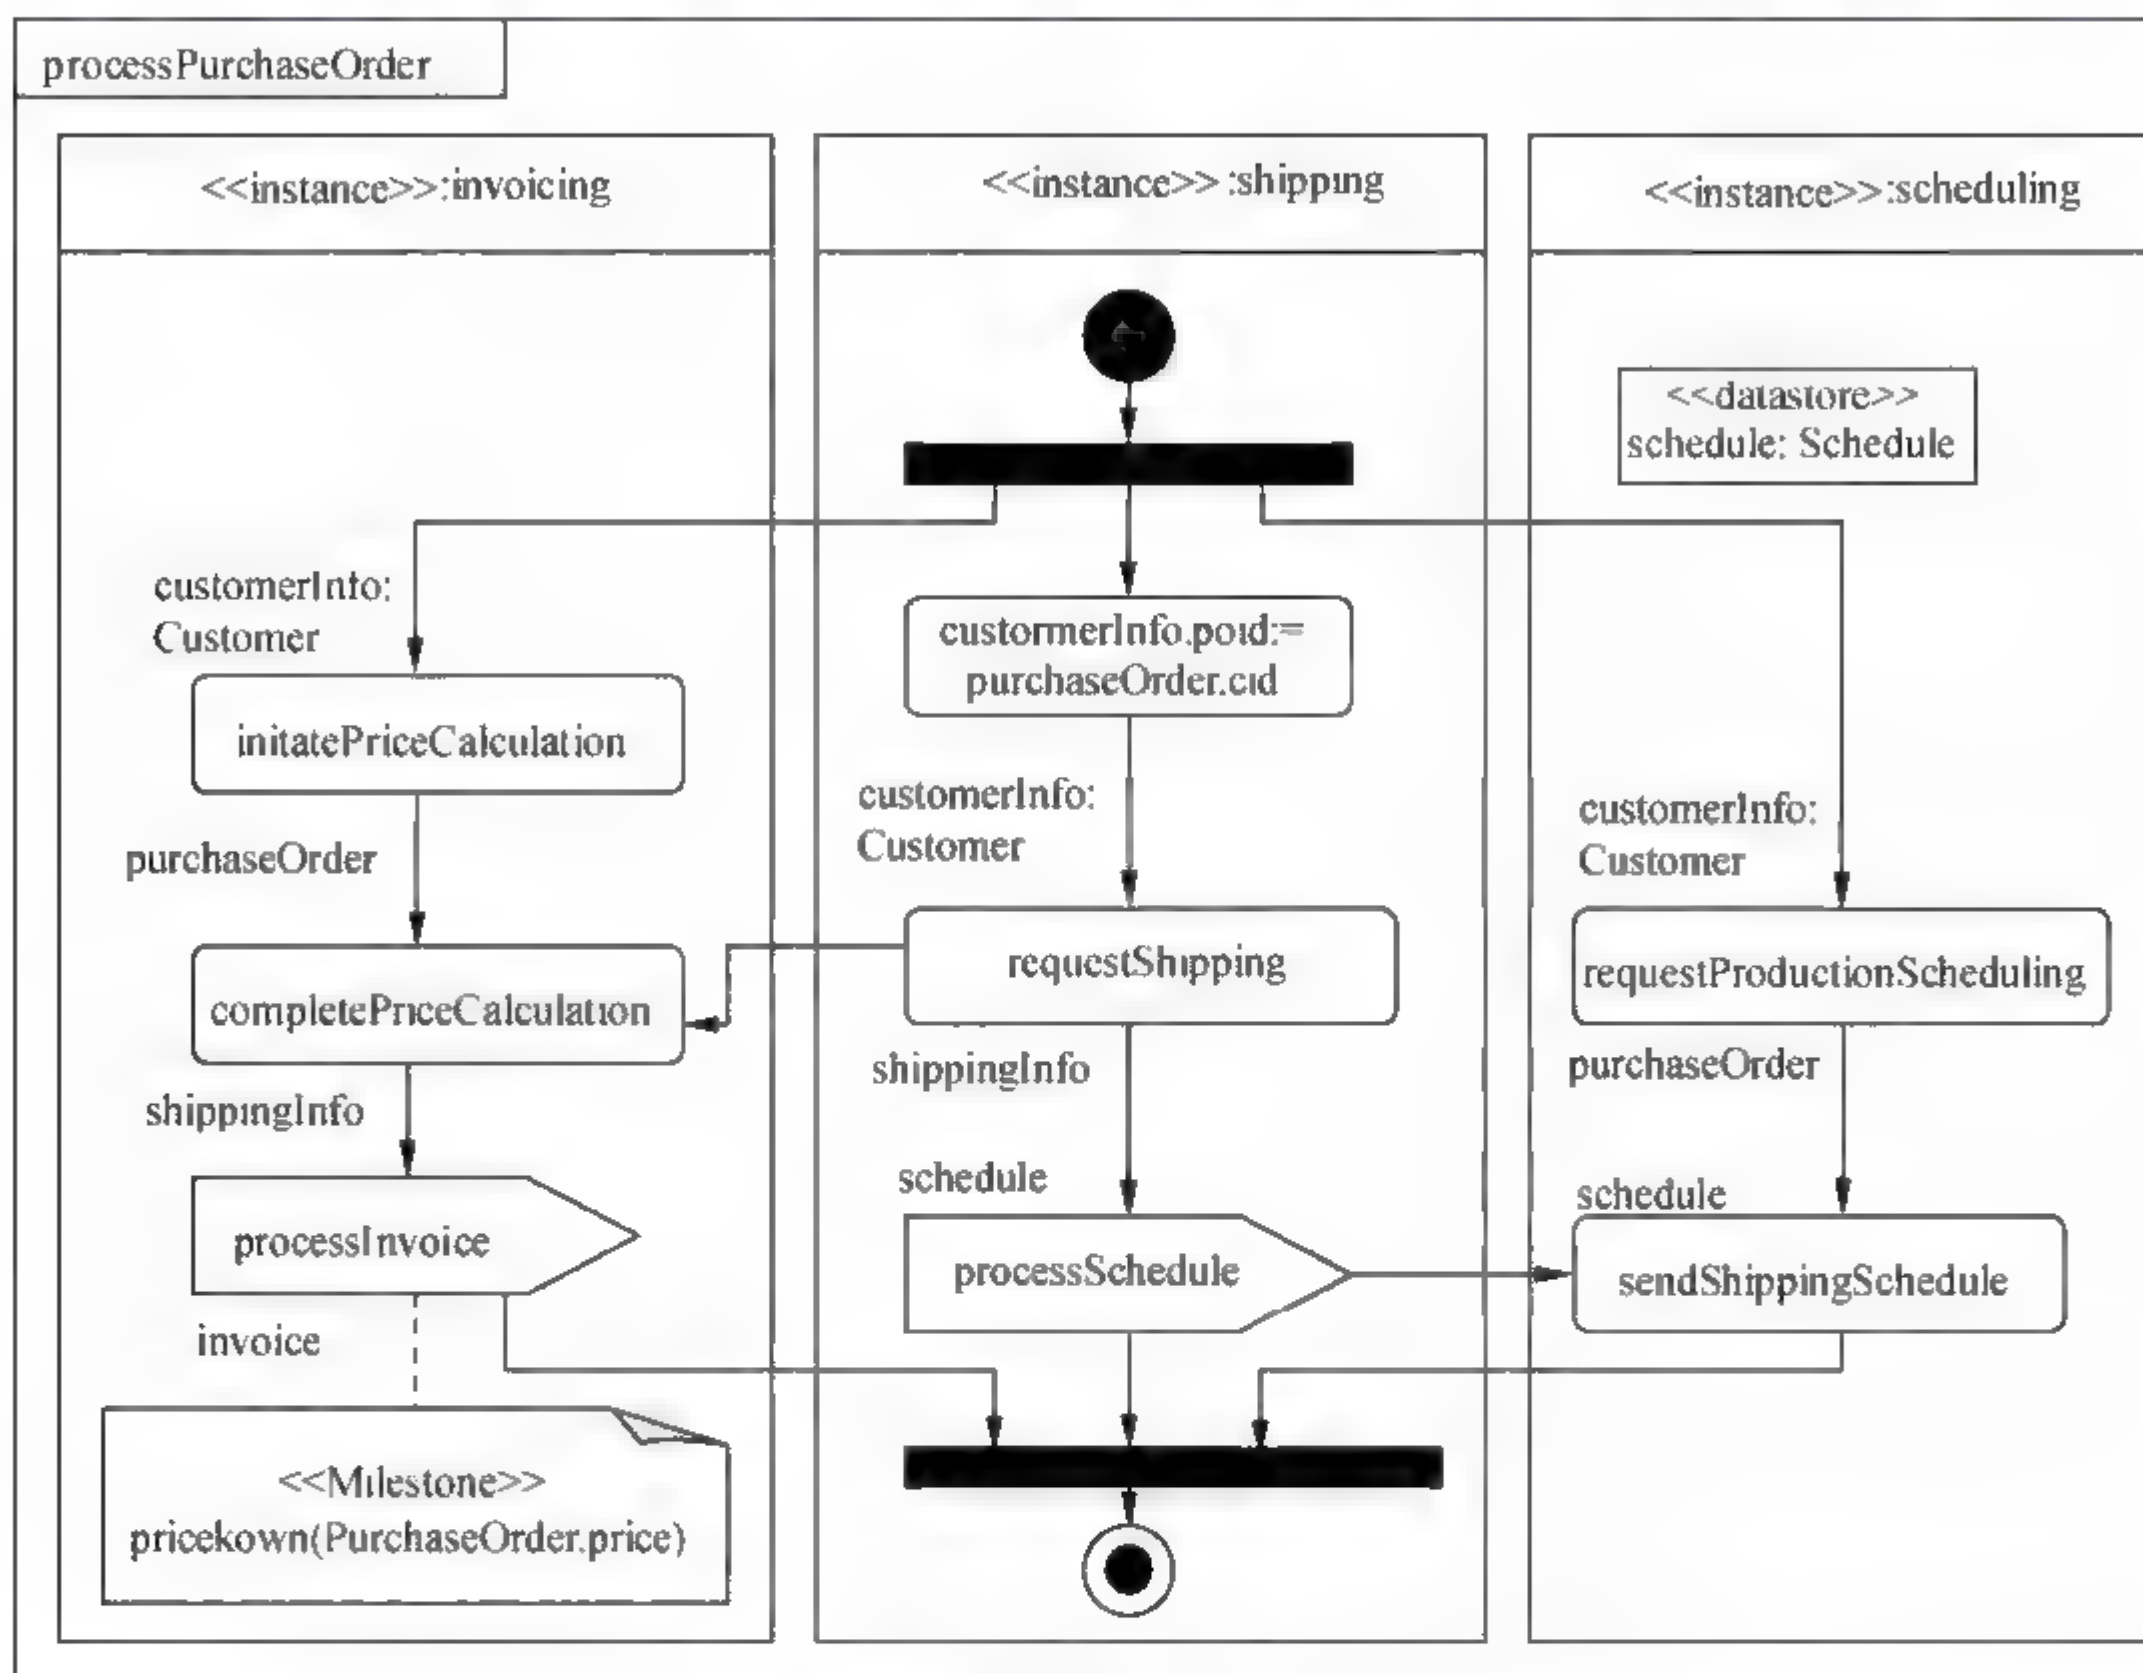 processPurchaseOrder
<<instance>>:invoicing
<<instance>>:shipping
<<instance>>:scheduling
<<datastore>>
schedule: Schedule
customerInfo:
Customer
custormerInfo.poid:=
purchaseOrder.cid
initatePriceCalculation
customerInfo:
Customer
customerInfo:
Customer
purchaseOrder
requestShipping
requestProductionScheduling
completePriceCalculation
shippingInfo
purchaseOrder
shippingInfo
schedule
schedule
processInvoice
processSchedule
sendShippingSchedule
invoice
<<Milestone>>
pricekown(PurchaseOrder.price)